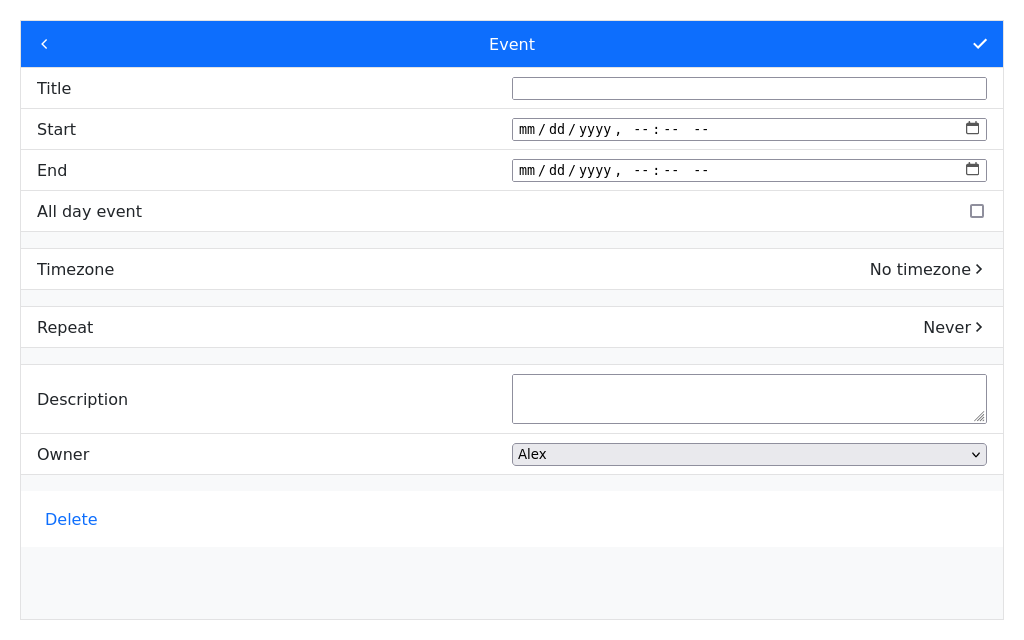 Event
Title
Start mm/dd/yyyy, --:-- --
End mm/dd/yyyy, --:-- --
All day event
Timezone No timezone
Repeat Never
Description
Owner Alex
Delete